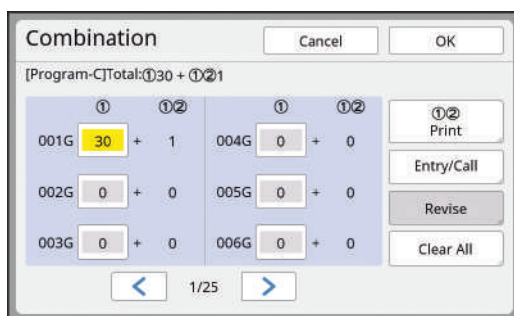 Combination Cancel OK
[Program-C]Total:①30 + ①②1
① ①② ① ①② ①② Print
001G 30 + 1 004G 0 + 0
Entry/Call
002G 0 + 0 005G 0 + 0
Revise
003G 0 + 0 006G 0 + 0 Clear All
1/25